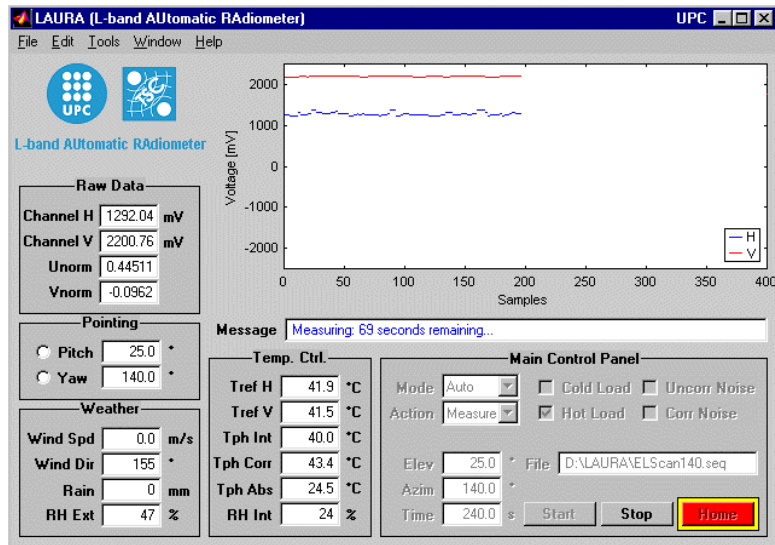 LAURA (L-band AUtomatic RAdiometer) UPC
File Edit Tools Window Help
UPC TSC
L-band AUtomatic RAdiometer
Voltage [mV]
2000
1000
0
-1000
-2000
H
V
0 50 100 150 200 250 300 350 400
Samples
Raw Data
Channel H 1292.04 mV
Channel V 2200.76 mV
Unorm 0.44511
Vnorm -0.0962
Message Measuring: 69 seconds remaining...
Pointing
Pitch 25.0 °
Yaw 140.0 °
Weather
Wind Spd 0.0 m/s
Wind Dir 155 °
Rain 0 mm
RH Ext 47 %
Temp. Ctrl.
Tref H 41.9 °C
Tref V 41.5 °C
Tph Int 40.0 °C
Tph Corr 43.4 °C
Tph Abs 24.5 °C
RH Int 24 %
Main Control Panel
Mode Auto Cold Load Uncorr Noise
Action Measure Hot Load Corr Noise
Elev 25.0 ° File D:\LAURA\ELScan140.seq
Azim 140.0 °
Time 240.0 s Start Stop Home